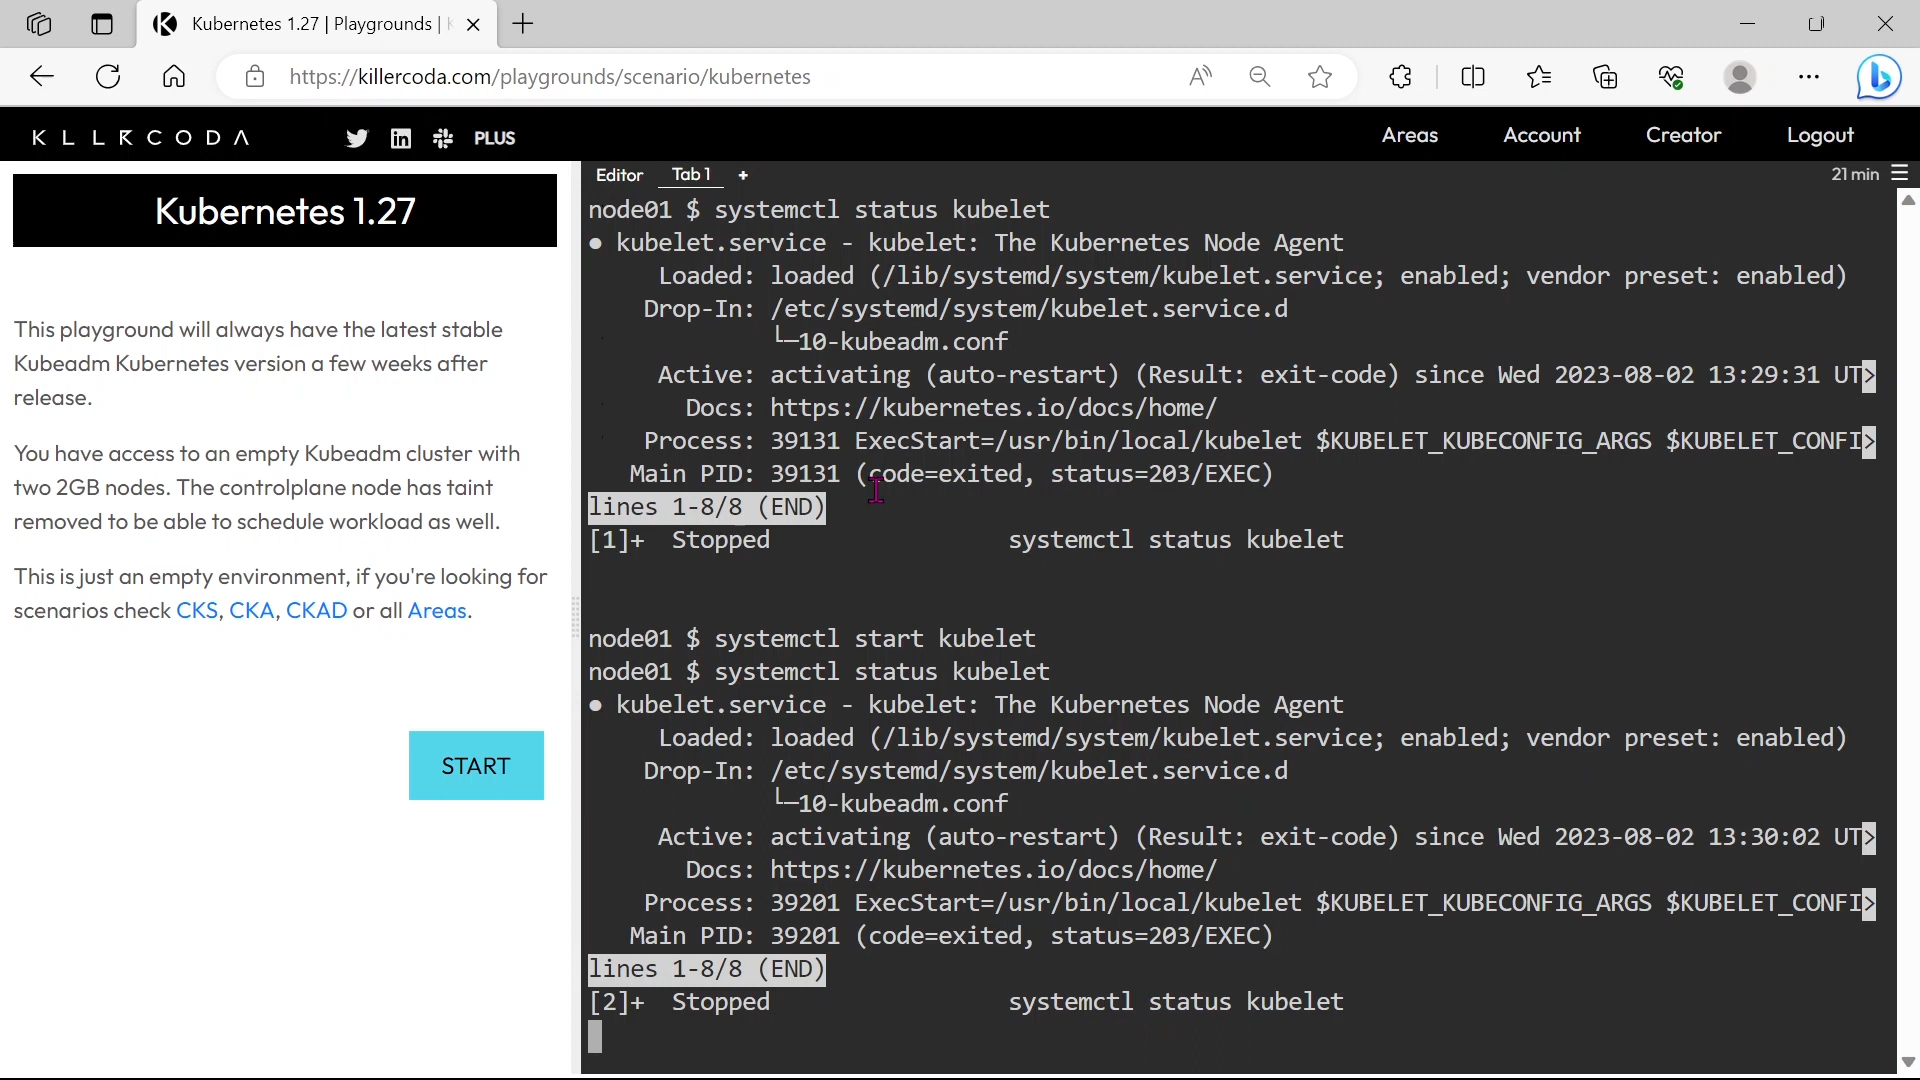 Kubernetes 1.27 | Playgrounds |
https://killercoda.com/playgrounds/scenario/kubernetes
KLLRCODA
PLUS
Areas
Account
Creator
Logout
Kubernetes 1.27
This playground will always have the latest stable
Kubeadm Kubernetes version a few weeks after
release.
You have access to an empty Kubeadm cluster with
two 2GB nodes. The controlplane node has taint
removed to be able to schedule workload as well.
This is just an empty environment, if you're looking for
scenarios check CKS, CKA, CKAD or all Areas.
START
Editor
Tab 1
+
21 min
node01 $ systemctl status kubelet
● kubelet.service - kubelet: The Kubernetes Node Agent
Loaded: loaded (/lib/systemd/system/kubelet.service; enabled; vendor preset: enabled)
Drop-In: /etc/systemd/system/kubelet.service.d
└─10-kubeadm.conf
Active: activating (auto-restart) (Result: exit-code) since Wed 2023-08-02 13:29:31 UT>
Docs: https://kubernetes.io/docs/home/
Process: 39131 ExecStart=/usr/bin/local/kubelet $KUBELET_KUBECONFIG_ARGS $KUBELET_CONFI>
Main PID: 39131 (code=exited, status=203/EXEC)
lines 1-8/8 (END)
[1]+  Stopped                 systemctl status kubelet
node01 $ systemctl start kubelet
node01 $ systemctl status kubelet
● kubelet.service - kubelet: The Kubernetes Node Agent
Loaded: loaded (/lib/systemd/system/kubelet.service; enabled; vendor preset: enabled)
Drop-In: /etc/systemd/system/kubelet.service.d
└─10-kubeadm.conf
Active: activating (auto-restart) (Result: exit-code) since Wed 2023-08-02 13:30:02 UT>
Docs: https://kubernetes.io/docs/home/
Process: 39201 ExecStart=/usr/bin/local/kubelet $KUBELET_KUBECONFIG_ARGS $KUBELET_CONFI>
Main PID: 39201 (code=exited, status=203/EXEC)
lines 1-8/8 (END)
[2]+  Stopped                 systemctl status kubelet